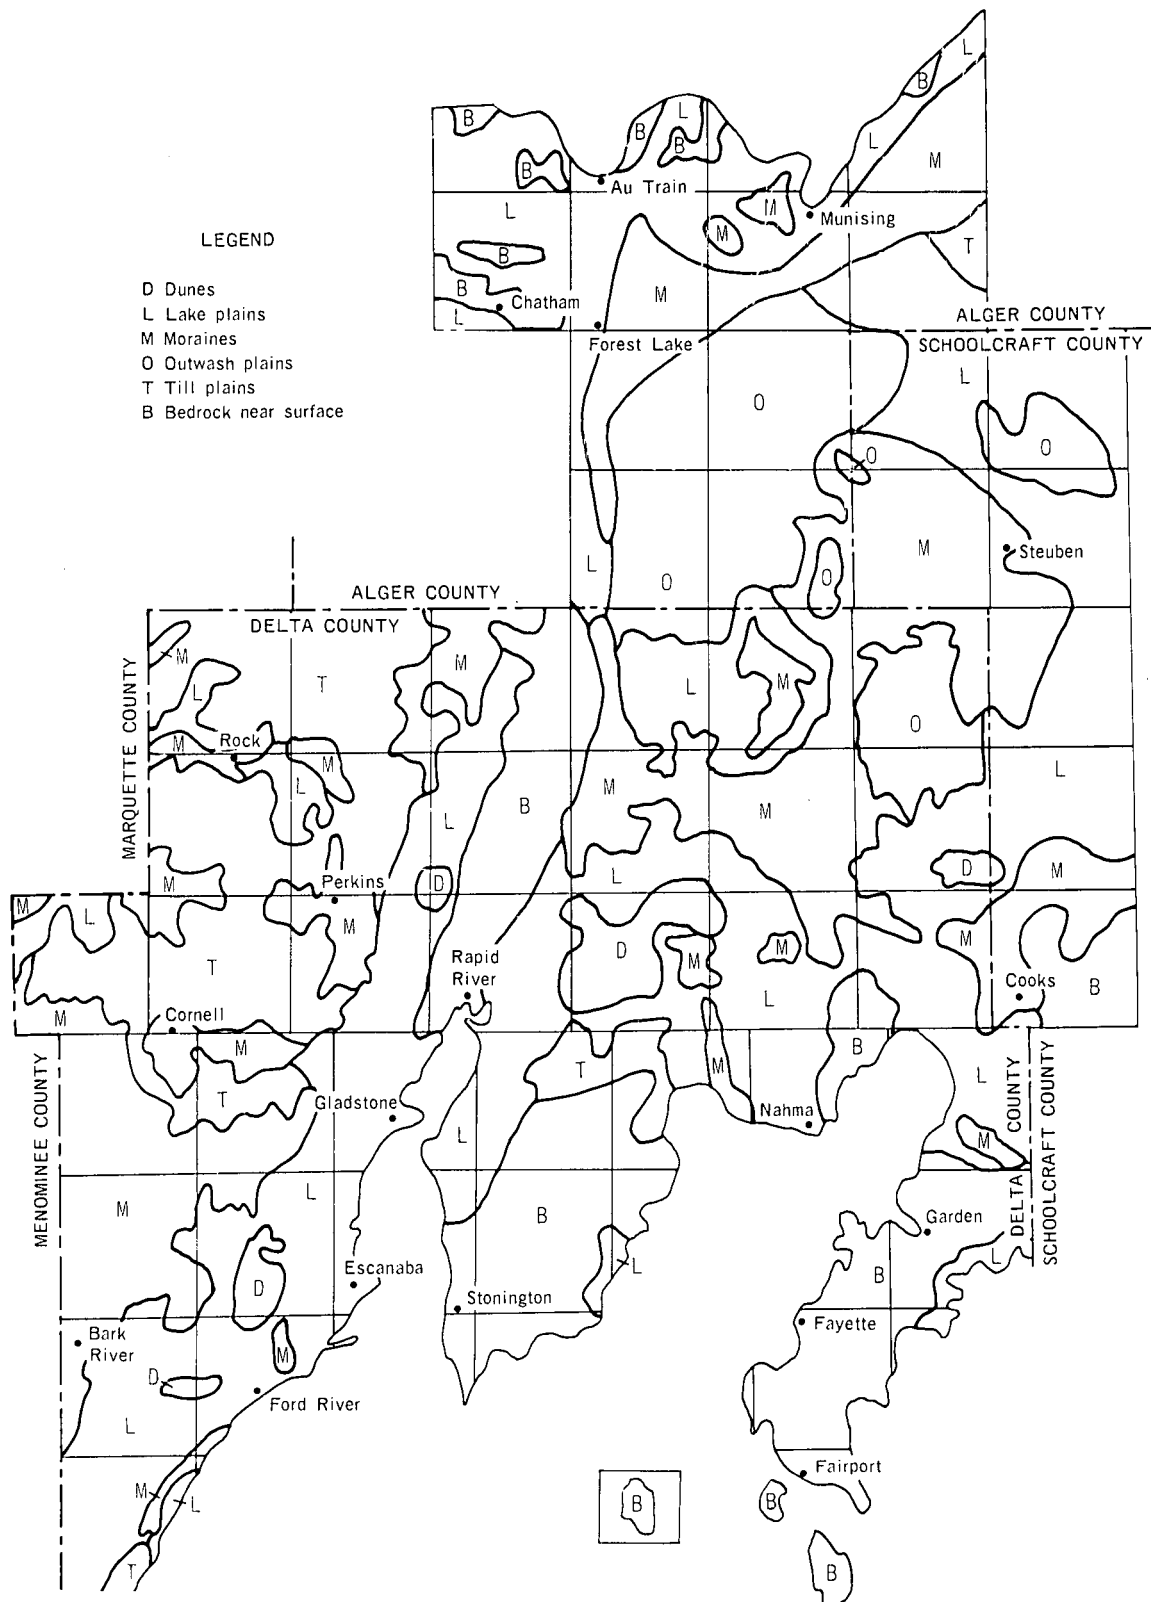 L
B
B
L
B
B
L
M
B
Au Train
L
M
Munising
M
T
B
M
B
Chatham
L
Forest Lake
ALGER COUNTY
SCHOOLCRAFT COUNTY
LEGEND
D Dunes
L Lake plains
M Moraines
O Outwash plains
T Till plains
B Bedrock near surface
L
O
O
O
M
Steuben
L
O
O
ALGER COUNTY
DELTA COUNTY
MARQUETTE COUNTY
M
T
M
L
L
M
O
M
Rock
M
L
L
B
M
M
L
M
L
D
M
Perkins
D
M
M
L
M
T
Rapid
River
D
M
M
M
L
Cooks
B
M
Cornell
M
T
T
M
B
L
MENOMINEE COUNTY
Gladstone
L
Nahma
M
DELTA COUNTY
SCHOOLCRAFT COUNTY
M
L
B
Garden
L
D
Escanaba
Stonington
L
B
Fayette
Bark
River
D
M
Ford River
L
M
L
T
B
Fairport
B
B